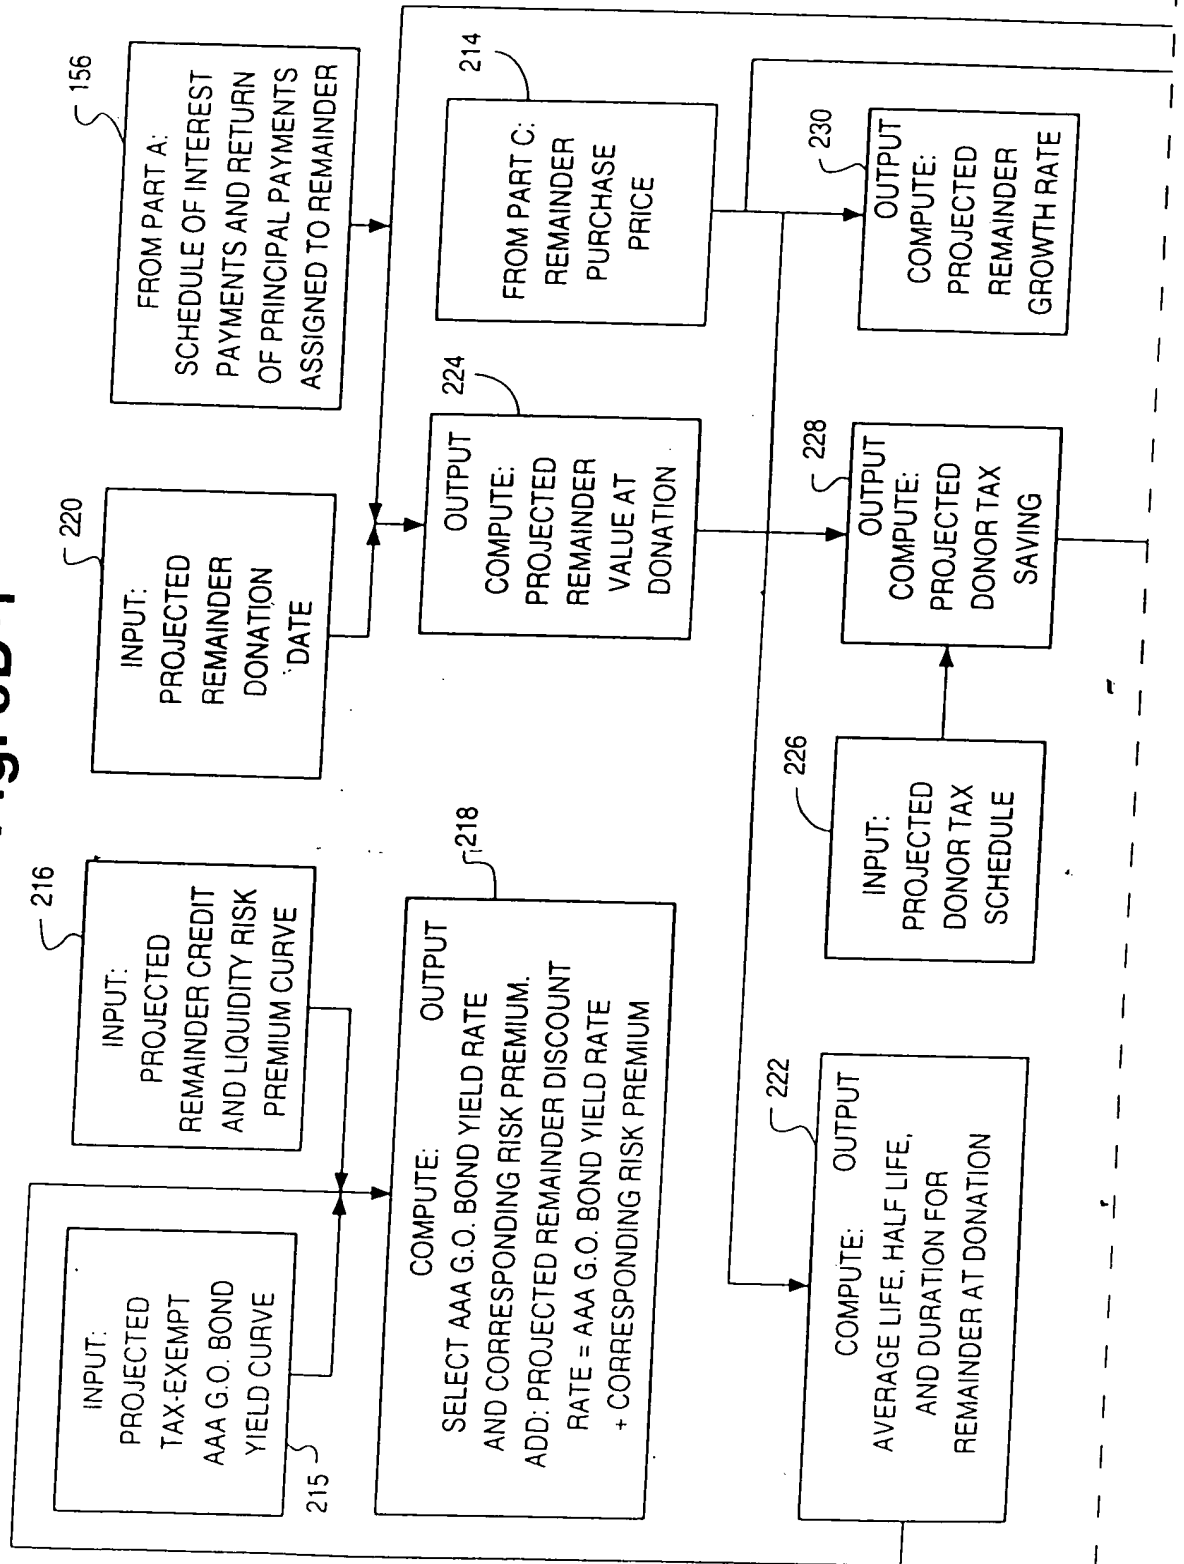 156
FROM PART A:
SCHEDULE OF INTEREST
PAYMENTS AND RETURN
OF PRINCIPAL PAYMENTS
ASSIGNED TO REMAINDER
220
INPUT:
PROJECTED
REMAINDER
DONATION
DATE
216
INPUT:
PROJECTED
REMAINDER CREDIT
AND LIQUIDITY RISK
PREMIUM CURVE
INPUT:
PROJECTED
TAX-EXEMPT
AAA G.O. BOND
YIELD CURVE
215
218
COMPUTE: OUTPUT
SELECT AAA G.O. BOND YIELD RATE
AND CORRESPONDING RISK PREMIUM.
ADD: PROJECTED REMAINDER DISCOUNT
RATE = AAA G.O. BOND YIELD RATE
+ CORRESPONDING RISK PREMIUM
224
OUTPUT
COMPUTE:
PROJECTED
REMAINDER
VALUE AT
DONATION
214
FROM PART C:
REMAINDER
PURCHASE
PRICE
222
COMPUTE: OUTPUT
AVERAGE LIFE, HALF LIFE,
AND DURATION FOR
REMAINDER AT DONATION
226
INPUT:
PROJECTED
DONOR TAX
SCHEDULE
228
OUTPUT
COMPUTE:
PROJECTED
DONOR TAX
SAVING
230
OUTPUT
COMPUTE:
PROJECTED
REMAINDER
GROWTH RATE